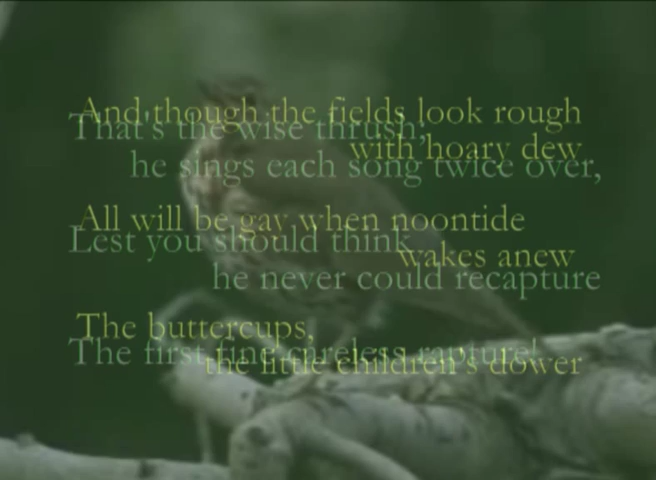 That's the wise thrush;
he sings each song twice over,
Lest you should think
he never could recapture
The first fine careless rapture!
And though the fields look rough
with hoary dew
All will be gay when noontide
wakes anew
The buttercups,
the little children's dower